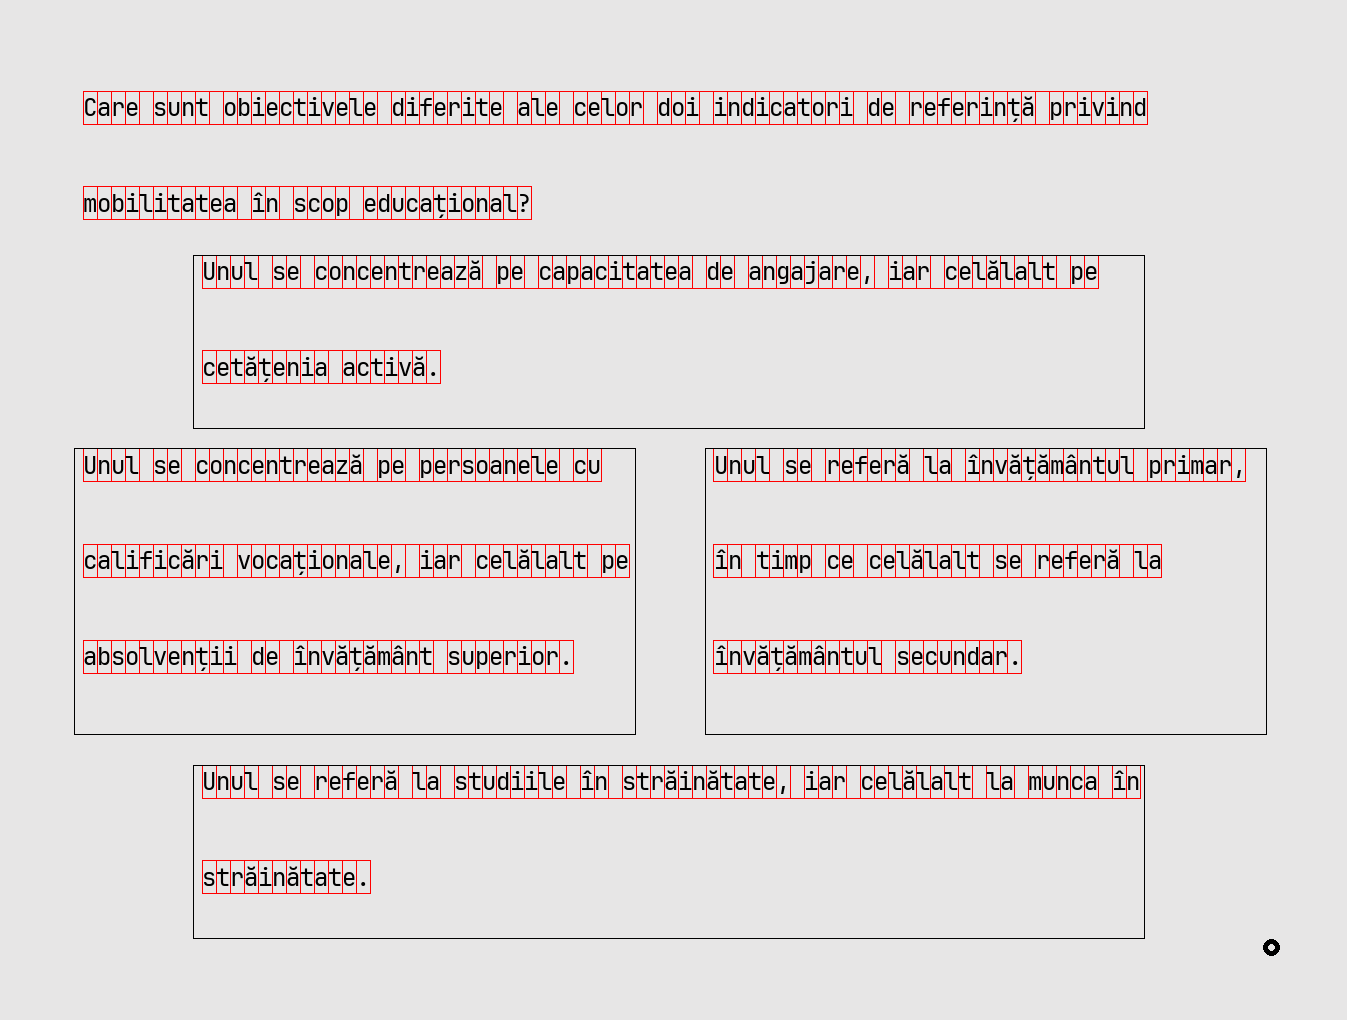 Care sunt obiectivele diferite ale celor doi indicatori de referință privind
mobilitatea în scop educațional?
Unul se concentrează pe capacitatea de angajare, iar celălalt pe
cetățenia activă.
Unul se concentrează pe persoanele cu
calificări vocaționale, iar celălalt pe
absolvenții de învățământ superior.
Unul se referă la învățământul primar,
în timp ce celălalt se referă la
învățământul secundar.
Unul se referă la studiile în străinătate, iar celălalt la munca în
străinătate.